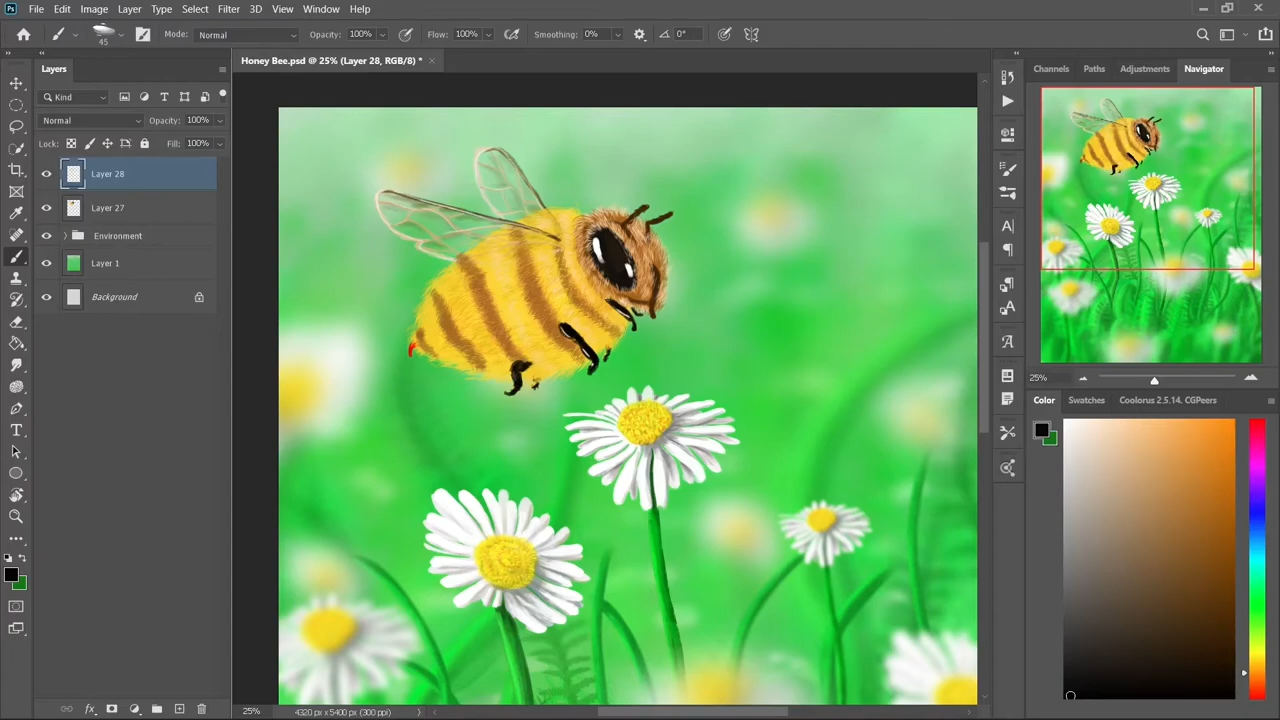 Ps File Edit Image Layer Type Select Filter 3D View Window Help
45 Mode: Normal Opacity: 100% Flow: 100% Smoothing: 0% 0°
Layers
Honey Bee.psd @ 25% (Layer 28, RGB/8) *
Channels Paths Adjustments Navigator
Kind
Normal Opacity: 100%
Lock: Fill: 100%
Layer 28
Layer 27
Environment
Layer 1
Background
25%
Color Swatches Coolorus 2.5.14. CGPeers
25% 4320 px x 5400 px (300 ppi)